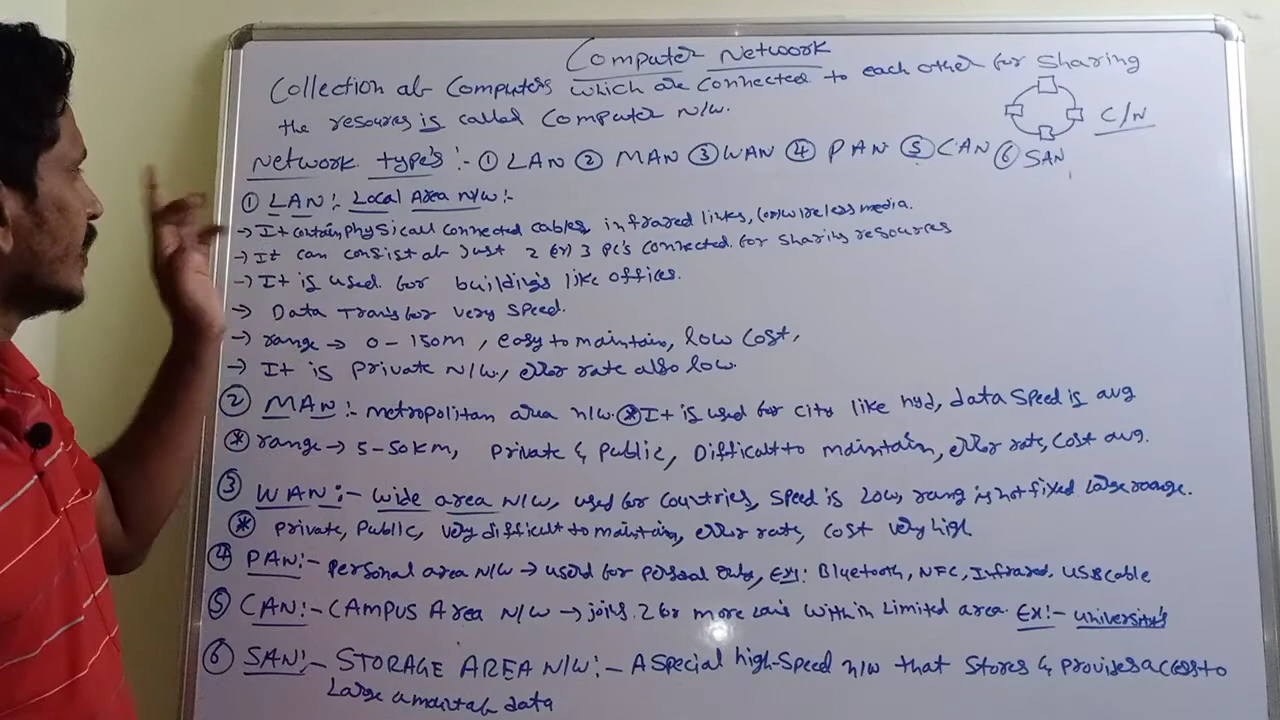 Computer Network
Collection of Computers which are connected to each other for sharing
the resources is called Computer N/W.
C/N
Network type's :- ① LAN ② MAN ③ WAN ④ PAN ⑤ CAN ⑥ SAN
① LAN :- Local Area N/W :-
→ It contain physicall connected cables infrared links, (or) wireless media.
→ It can consist of Just 2 (or) 3 PC's connected for sharing resources
→ It is used for building's like offices.
→ Data Transfor very speed.
→ range → 0 - 150m, easy to maintain, low cost,
→ It is private N/W, error rate also low.
② MAN :- metropolitan area n/w. * It is used for city like hyd, data speed is avg
* range → 5-50km, private & public, Difficult to maintain, error rate, cost avg.
③ WAN :- wide area N/W, used for countries, speed is low, rang is not fixed large range.
* private, public, very difficult to maintain, error rate, cost very high
④ PAN :- personal area N/W → used for personal only, Ex: Bluetooth, NFC, Infrared, USB cable
⑤ CAN :- CAMPUS Area N/W → joins 2 or more Lan's within limited area. Ex :- university's
⑥ SAN :- STORAGE AREA N/W :- A special high-speed n/w that stores & provises access to
Large amount of data